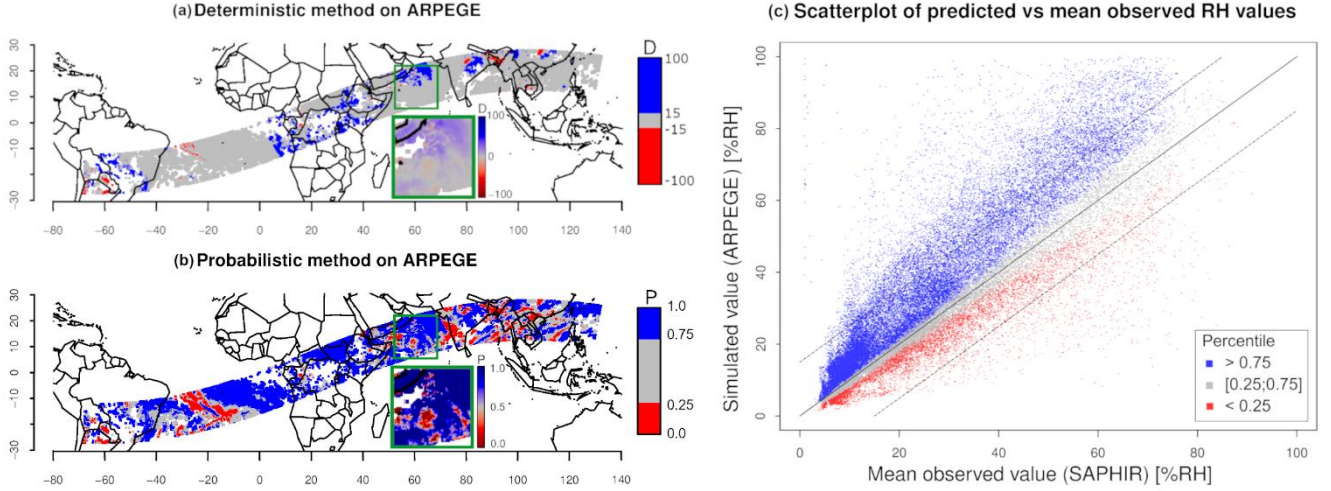 (a) Deterministic method on ARPEGE
D
100
15
-15
-100
30
20
10
0
-10
-30
D
100
0
-100
-80 -60 -40 -20 0 20 40 60 80 100 120 140
(b) Probabilistic method on ARPEGE
P
1.0
0.75
0.25
0.0
30
20
10
0
-10
-30
P
1.0
0.5
0.0
-80 -60 -40 -20 0 20 40 60 80 100 120 140
(c) Scatterplot of predicted vs mean observed RH values
Simulated value (ARPEGE) [%RH]
100
80
60
40
20
0
Percentile
> 0.75
[0.25;0.75]
< 0.25
0 20 40 60 80 100
Mean observed value (SAPHIR) [%RH]